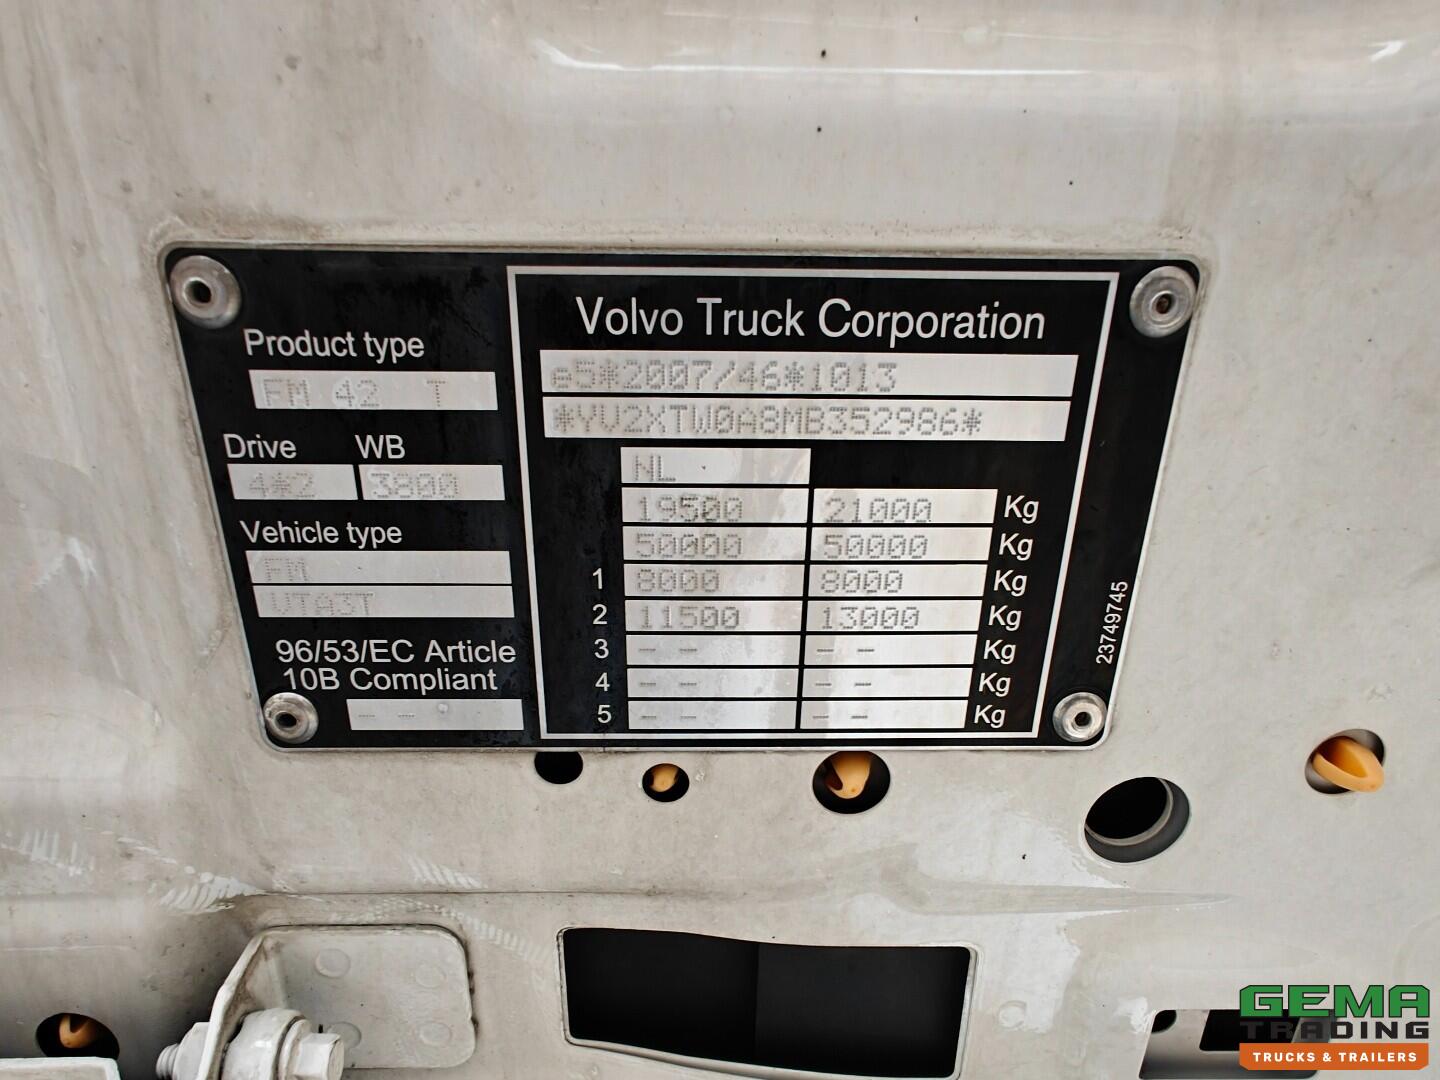 Product type
FM 42 T
Drive WB
4*2 3800
Vehicle type
FM
VTA3T
96/53/EC Article
10B Compliant
-- --
Volvo Truck Corporation
e5*2007/46*1013
*YV2XTW0A8MB352986*
NL
19500 21000 Kg
50000 50000 Kg
1 8000 8000 Kg
2 11500 13000 Kg
3 -- -- -- -- Kg
4 -- -- -- -- Kg
5 -- -- -- -- Kg
23749745
GEMA
TRADING
TRUCKS & TRAILERS